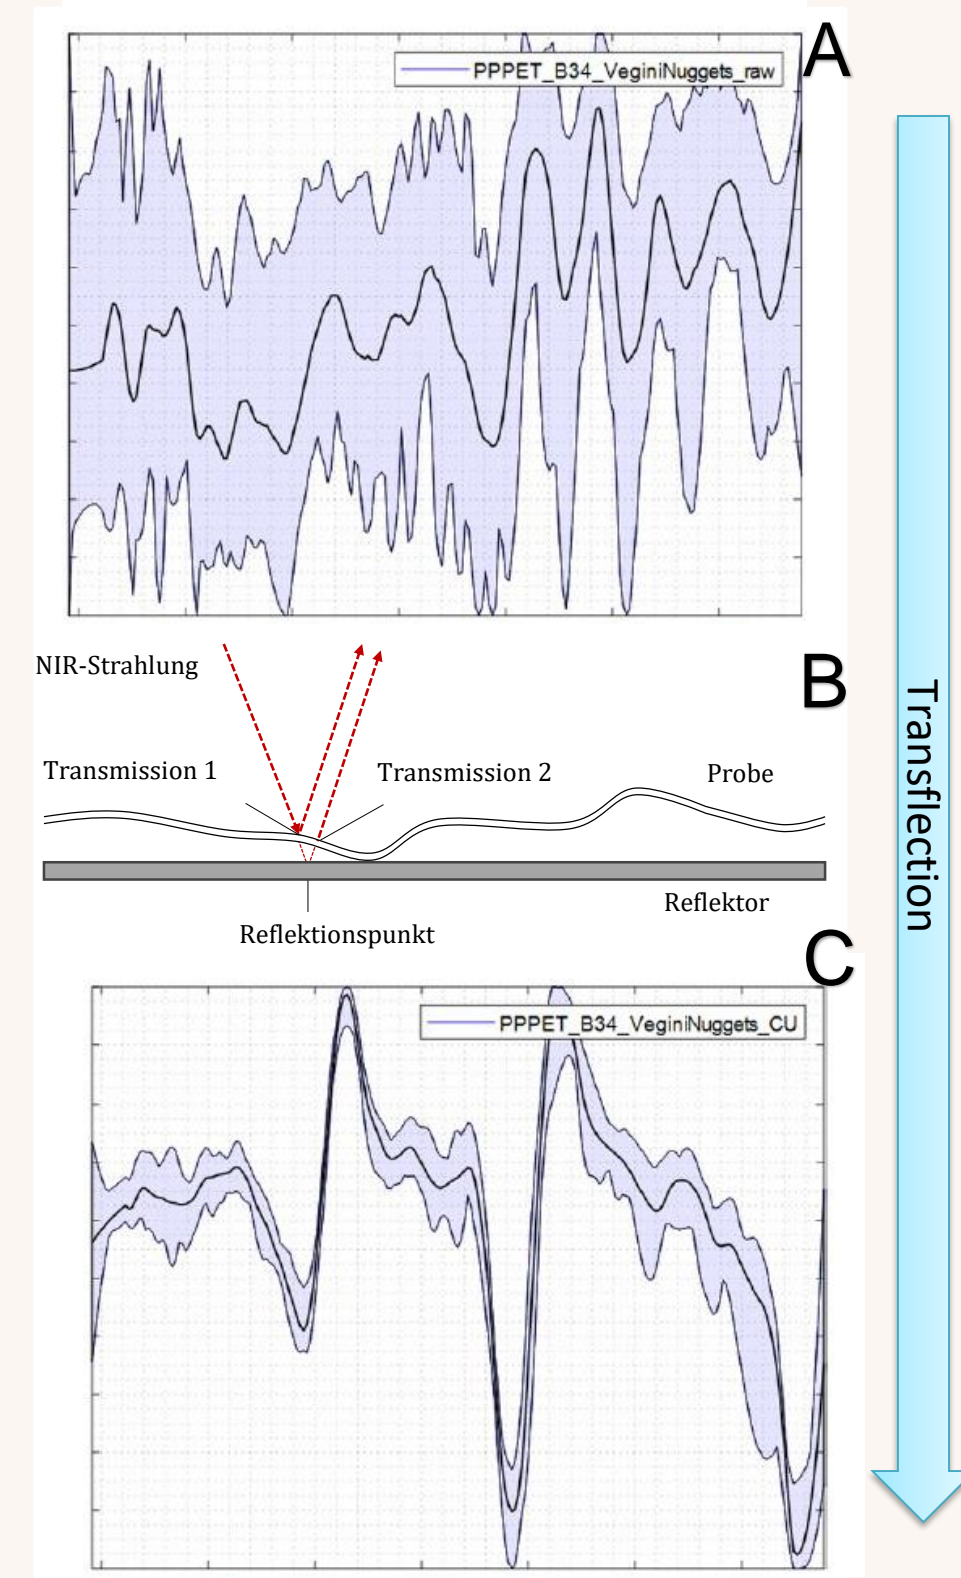 A
PPPET_B34_VeginiNuggets_raw
B
NIR-Strahlung
Transmission 1
Transmission 2
Probe
Reflektor
Reflektionspunkt
C
PPPET_B34_VeginiNuggets_CU
Transflection